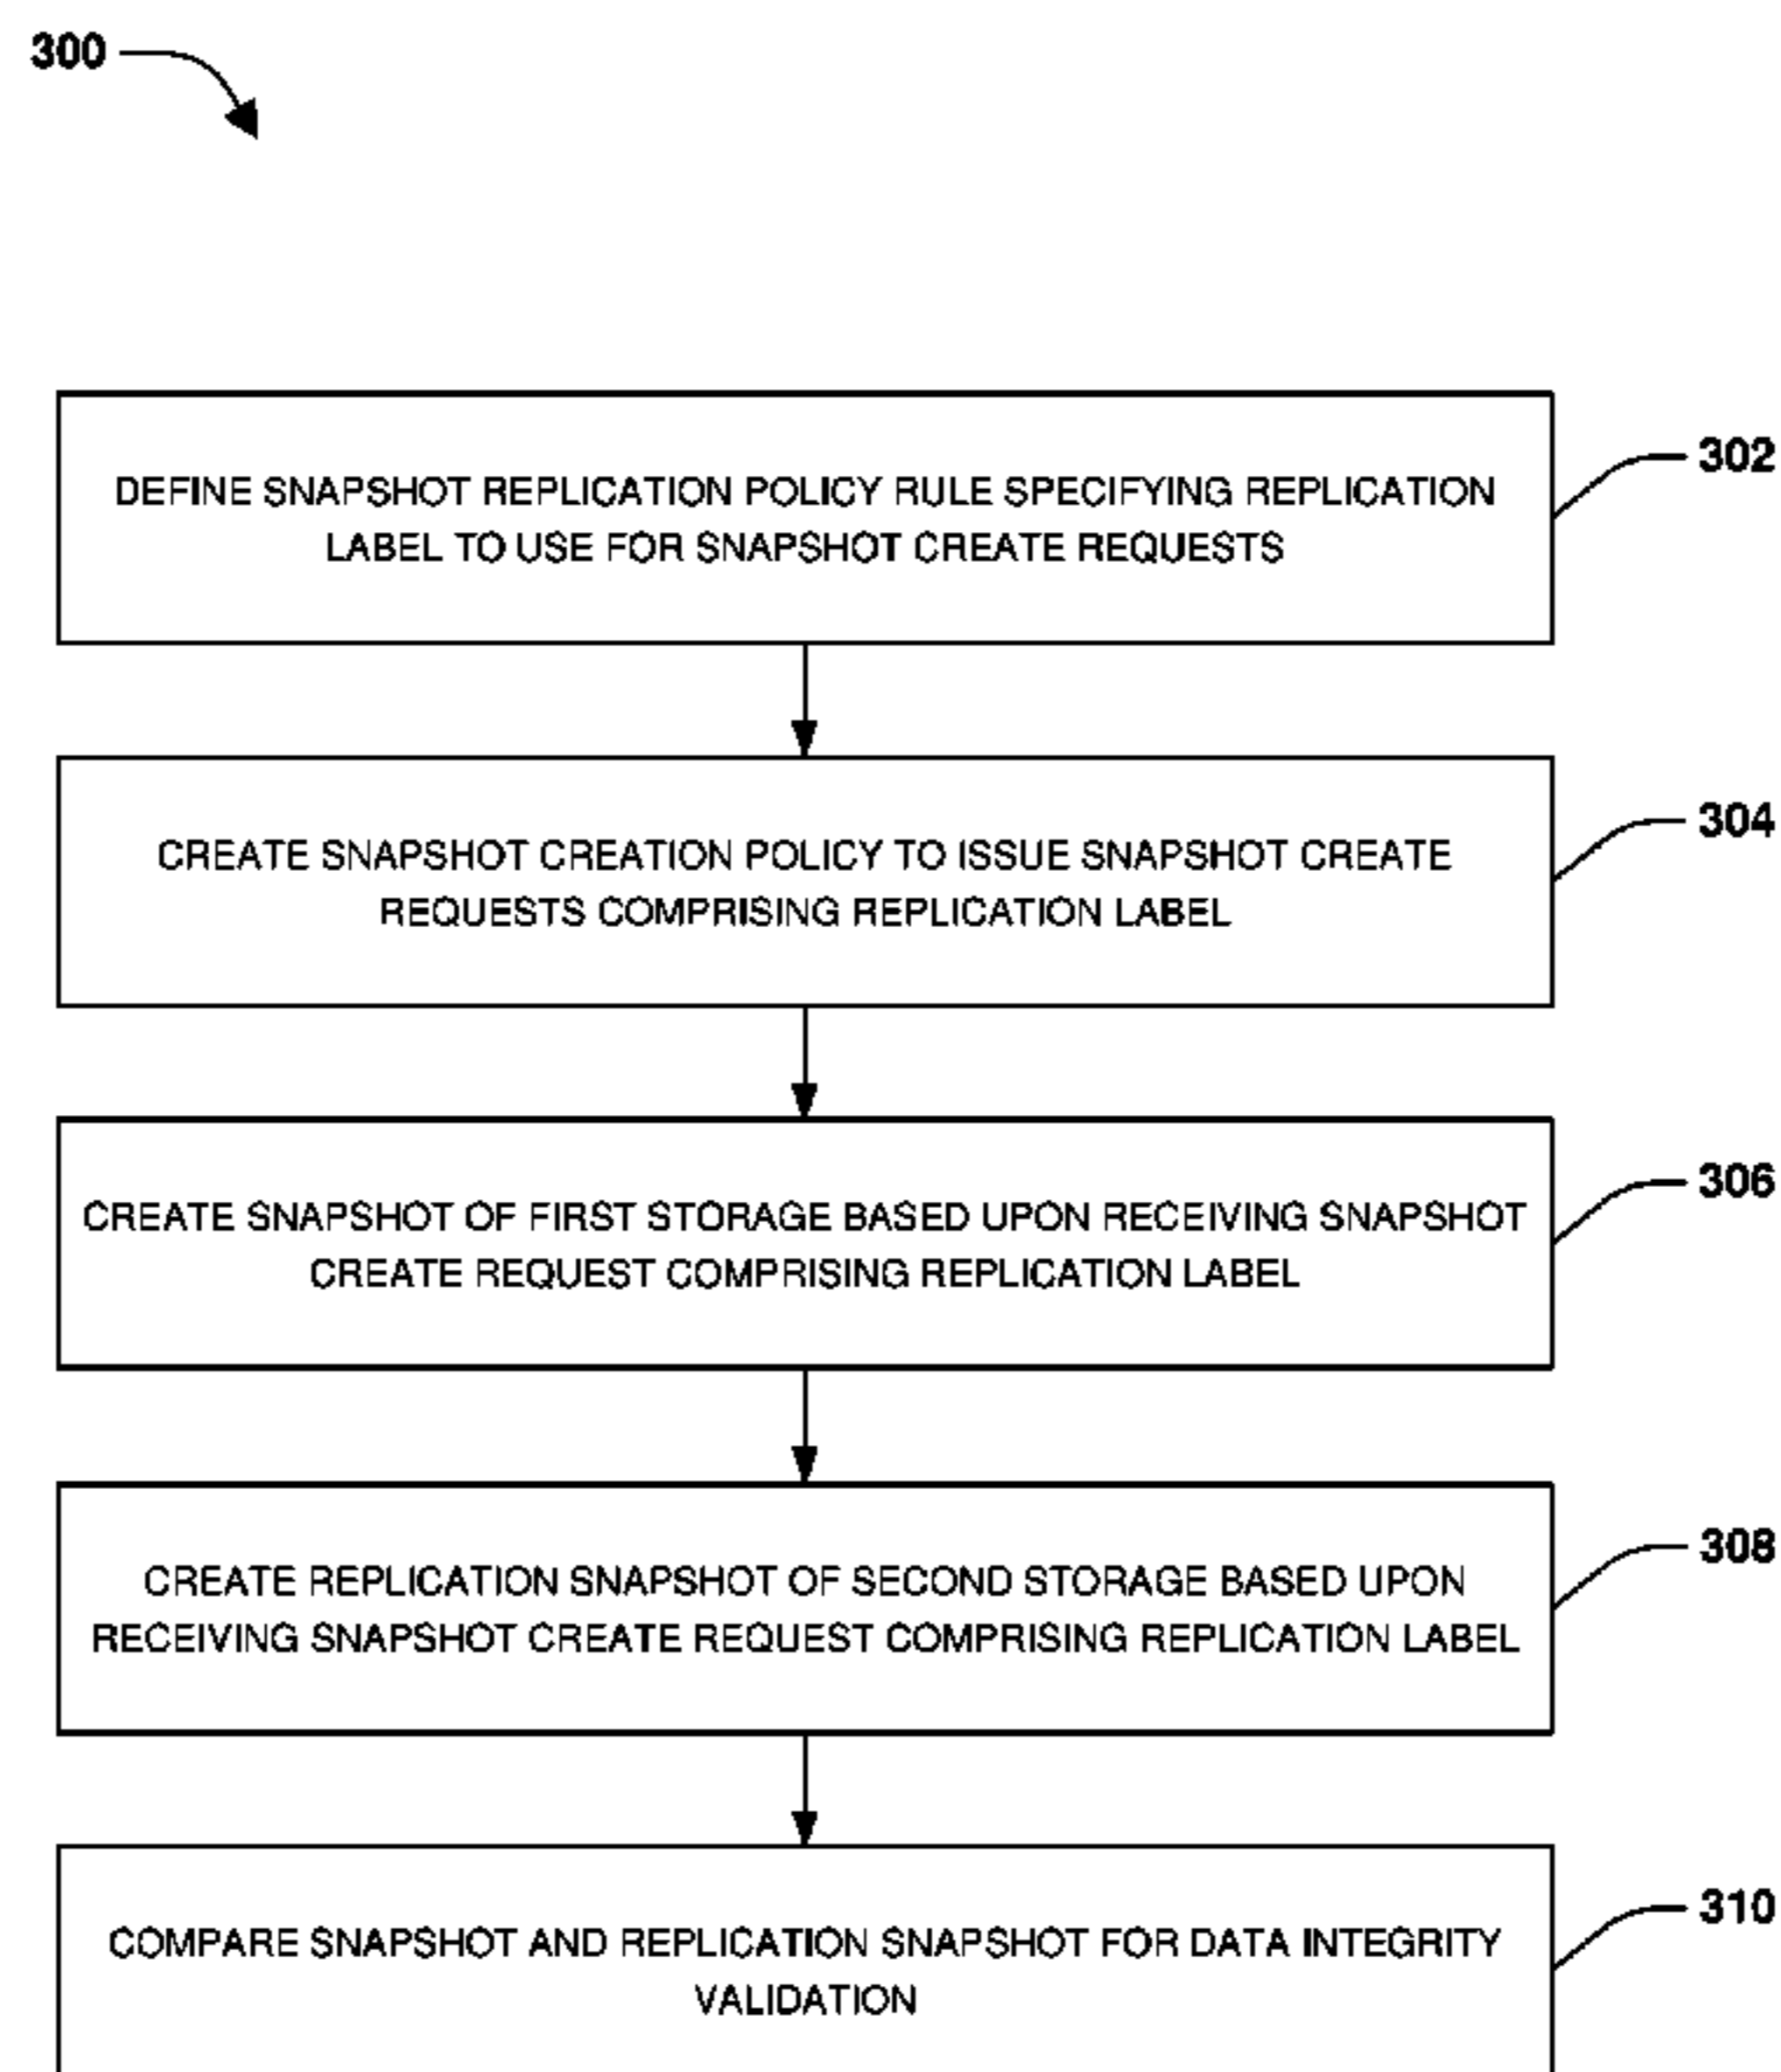 300
DEFINE SNAPSHOT REPLICATION POLICY RULE SPECIFYING REPLICATION
LABEL TO USE FOR SNAPSHOT CREATE REQUESTS
302
CREATE SNAPSHOT CREATION POLICY TO ISSUE SNAPSHOT CREATE
REQUESTS COMPRISING REPLICATION LABEL
304
CREATE SNAPSHOT OF FIRST STORAGE BASED UPON RECEIVING SNAPSHOT
CREATE REQUEST COMPRISING REPLICATION LABEL
306
CREATE REPLICATION SNAPSHOT OF SECOND STORAGE BASED UPON
RECEIVING SNAPSHOT CREATE REQUEST COMPRISING REPLICATION LABEL
308
COMPARE SNAPSHOT AND REPLICATION SNAPSHOT FOR DATA INTEGRITY
VALIDATION
310